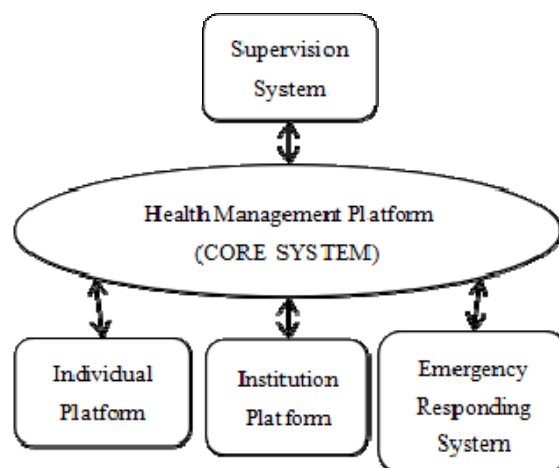 Supervision
System
Health Management Platform
(CORE SYSTEM)
Individual
Platform
Institution
Platform
Emergency
Responding
System